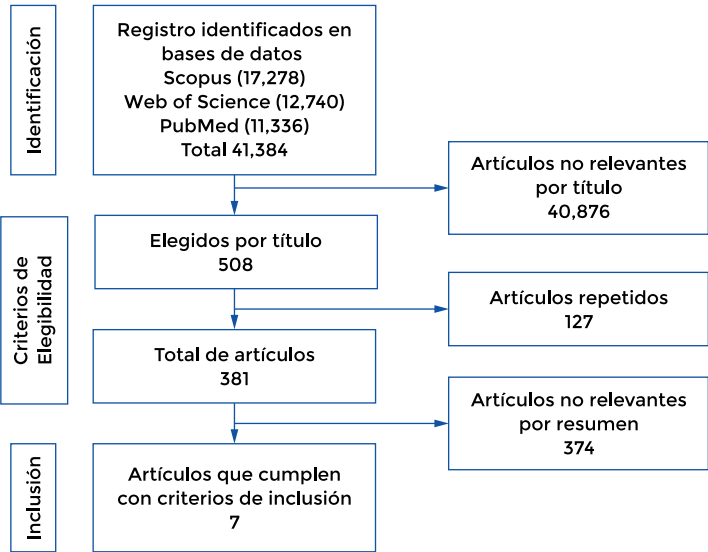 Identificación
Registro identificados en
bases de datos
Scopus (17,278)
Web of Science (12,740)
PubMed (11,336)
Total 41,384
Artículos no relevantes
por título
40,876
Criterios de
Elegibilidad
Elegidos por título
508
Artículos repetidos
127
Total de artículos
381
Artículos no relevantes
por resumen
374
Inclusión
Artículos que cumplen
con criterios de inclusión
7